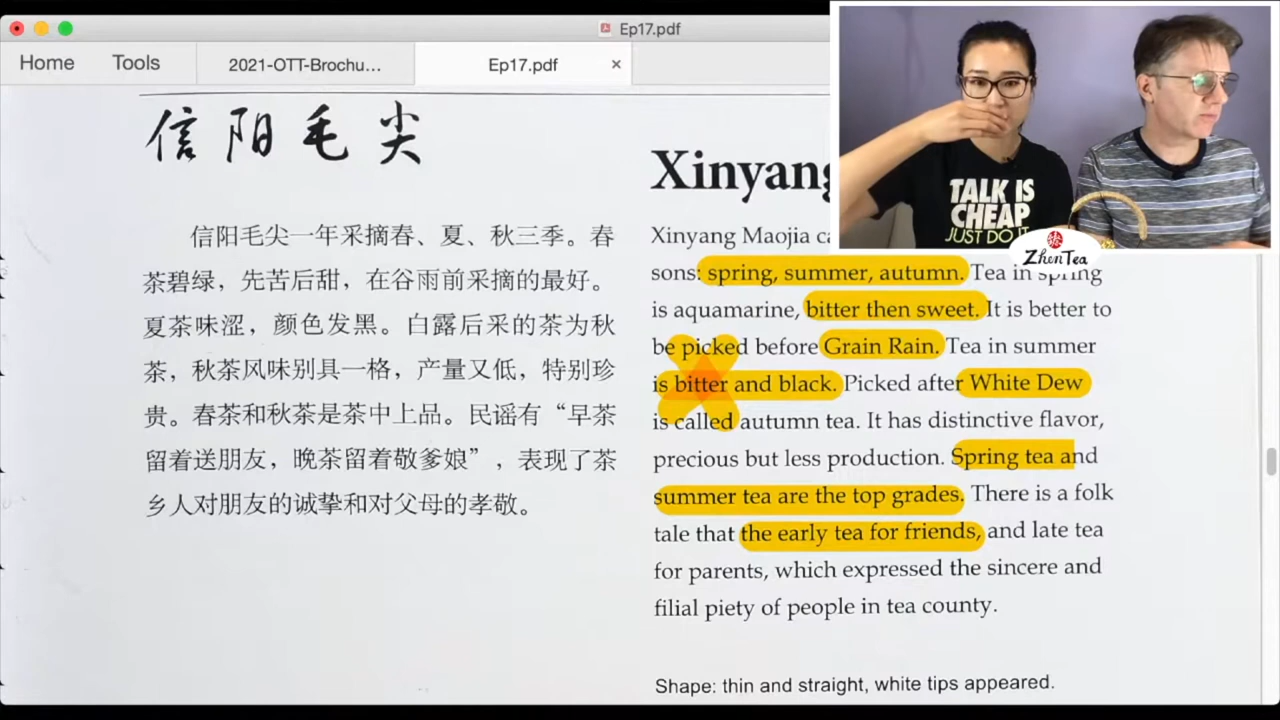 Ep17.pdf
Home
Tools
2021-OTT-Brochu...
Ep17.pdf
×
信阳毛尖
信阳毛尖一年采摘春、夏、秋三季。春
茶碧绿，先苦后甜，在谷雨前采摘的最好。
夏茶味涩，颜色发黑。白露后采的茶为秋
茶，秋茶风味别具一格，产量又低，特别珍
贵。春茶和秋茶是茶中上品。民谣有“早茶
留着送朋友，晚茶留着敬爹娘”，表现了茶
乡人对朋友的诚挚和对父母的孝敬。
Xinyang
Xinyang Maojia ca
sons: spring, summer, autumn. Tea in spring
is aquamarine, bitter then sweet. It is better to
be picked before Grain Rain. Tea in summer
is bitter and black. Picked after White Dew
is called autumn tea. It has distinctive flavor,
precious but less production. Spring tea and
summer tea are the top grades. There is a folk
tale that the early tea for friends, and late tea
for parents, which expressed the sincere and
filial piety of people in tea county.
Shape: thin and straight, white tips appeared.
TALK IS
CHEAP
JUST DO IT
ZhenTea